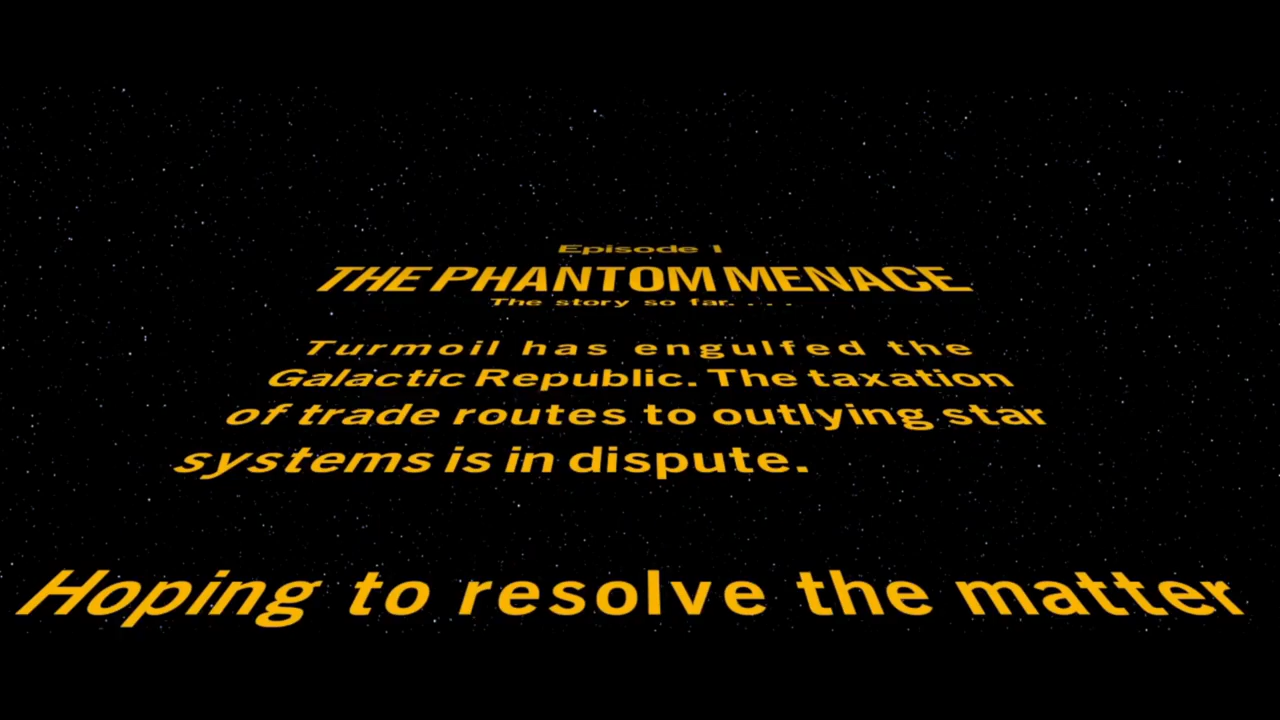 Episode I
THE PHANTOM MENACE
The story so far. . . .
Turmoil has engulfed the
Galactic Republic. The taxation
of trade routes to outlying star
systems is in dispute.
Hoping to resolve the matter